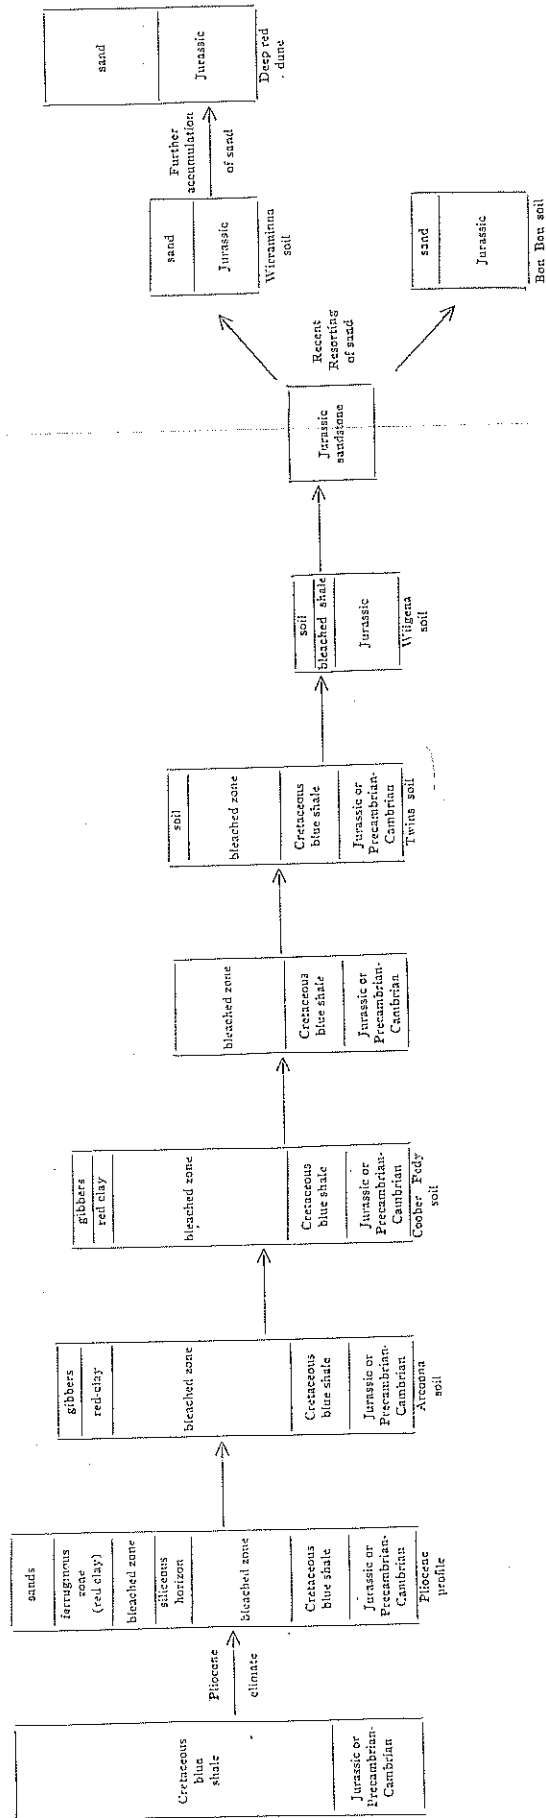 Cretaceous
blue
shale
Jurassic or
Precambrian-
Cambrian
Pliocene
climate
sands
ferruginous
zone
(red clay)
bleached zone
siliceous
horizon
bleached zone
Cretaceous
blue shale
Jurassic or
Precambrian-
Cambrian
Pliocene
profile
gibbers
red-clay
bleached zone
Cretaceous
blue shale
Jurassic or
Precambrian-
Cambrian
Arcoona
soil
gibbers
red clay
bleached zone
Cretaceous
blue shale
Jurassic or
Precambrian-
Cambrian
Coober Pedy
soil
bleached zone
Cretaceous
blue shale
Jurassic or
Precambrian-
Cambrian
soil
bleached zone
Cretaceous
blue shale
Jurassic or
Precambrian-
Cambrian
Twins soil
soil
bleached shale
Jurassic
Wilgena
soil
Jurassic
sandstone
Recent
Resorting
of sand
sand
Jurassic
Wirraminna
soil
Further
accumulation
of sand
sand
Jurassic
Deep red
dune
sand
Jurassic
Bon Bon soil